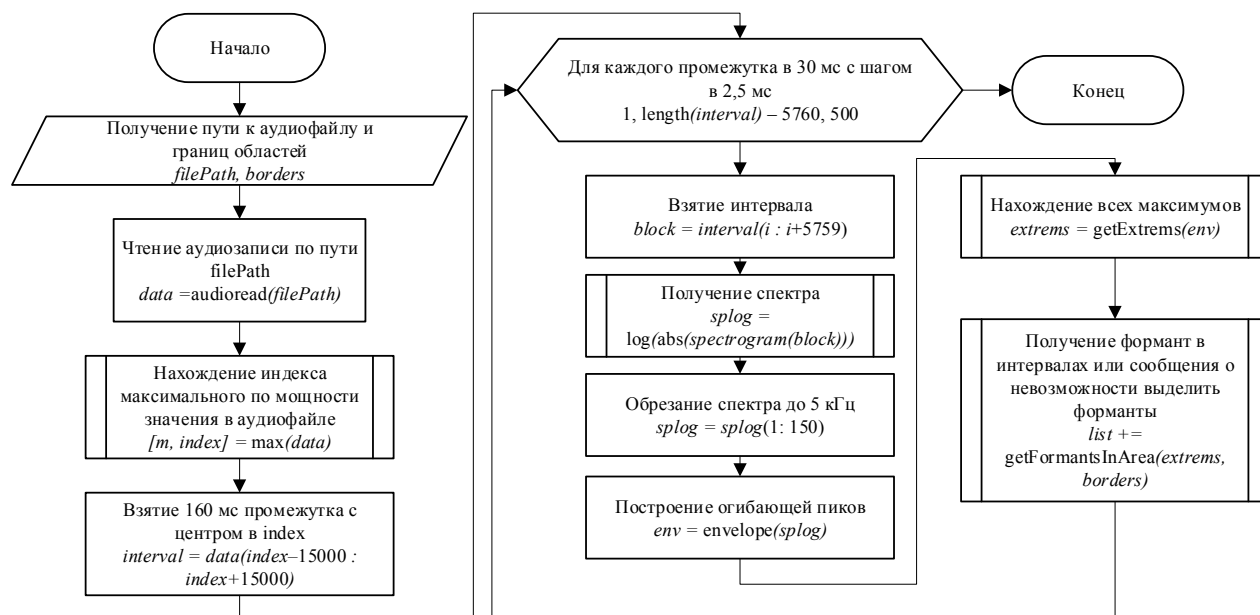 Начало
Получение пути к аудиофайлу и
границ областей
filePath, borders
Чтение аудиозаписи по пути
filePath
data =audioread(filePath)
Нахождение индекса
максимального по мощности
значения в аудиофайле
[m, index] = max(data)
Взятие 160 мс промежутка с
центром в index
interval = data(index–15000 :
index+15000)
Для каждого промежутка в 30 мс с шагом
в 2,5 мс
1, length(interval) – 5760, 500
Взятие интервала
block = interval(i : i+5759)
Получение спектра
splog =
log(abs(spectrogram(block)))
Обрезание спектра до 5 кГц
splog = splog(1: 150)
Построение огибающей пиков
env = envelope(splog)
Конец
Нахождение всех максимумов
extrems = getExtrems(env)
Получение формант в
интервалах или сообщения о
невозможности выделить
форманты
list +=
getFormantsInArea(extrems,
borders)